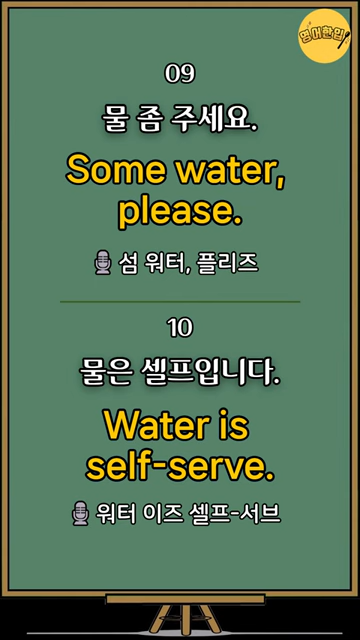 영어한입
09
물 좀 주세요.
Some water,
please.
섬 워터, 플리즈
10
물은 셀프입니다.
Water is
self-serve.
워터 이즈 셀프-서브